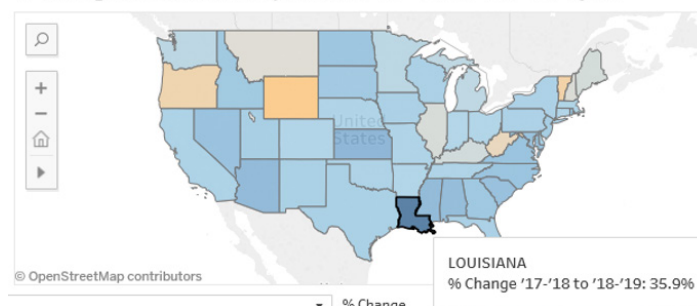 United
States
© OpenStreetMap contributors
LOUISIANA
% Change '17-'18 to '18-'19: 35.9%
% Change